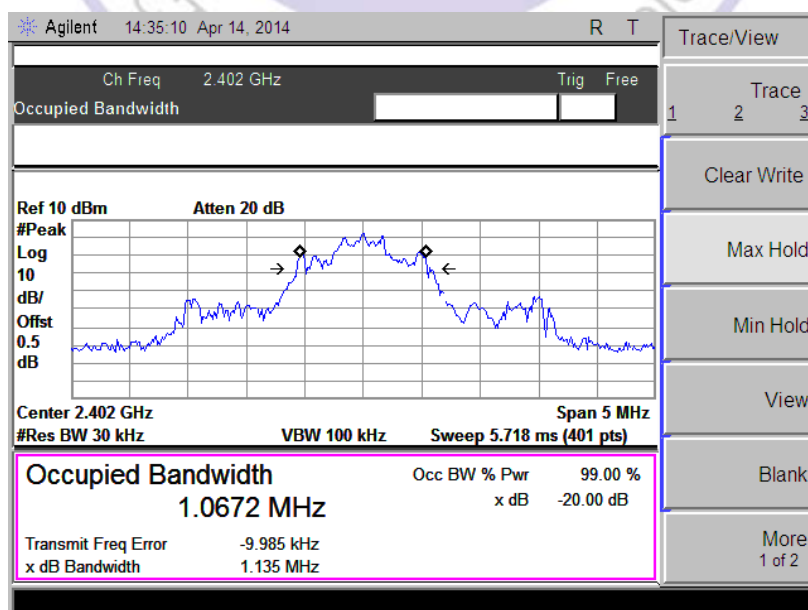 Agilent 14:35:10 Apr 14, 2014 R T
Trace/View
Ch Freq 2.402 GHz Trig Free
Occupied Bandwidth
Trace
1 2 3
Clear Write
Max Hold
Min Hold
View
Blank
More
1 of 2
Ref 10 dBm Atten 20 dB
#Peak
Log
10
dB/
Offst
0.5
dB
Center 2.402 GHz Span 5 MHz
#Res BW 30 kHz VBW 100 kHz Sweep 5.718 ms (401 pts)
Occupied Bandwidth Occ BW % Pwr 99.00 %
1.0672 MHz x dB -20.00 dB
Transmit Freq Error -9.985 kHz
x dB Bandwidth 1.135 MHz